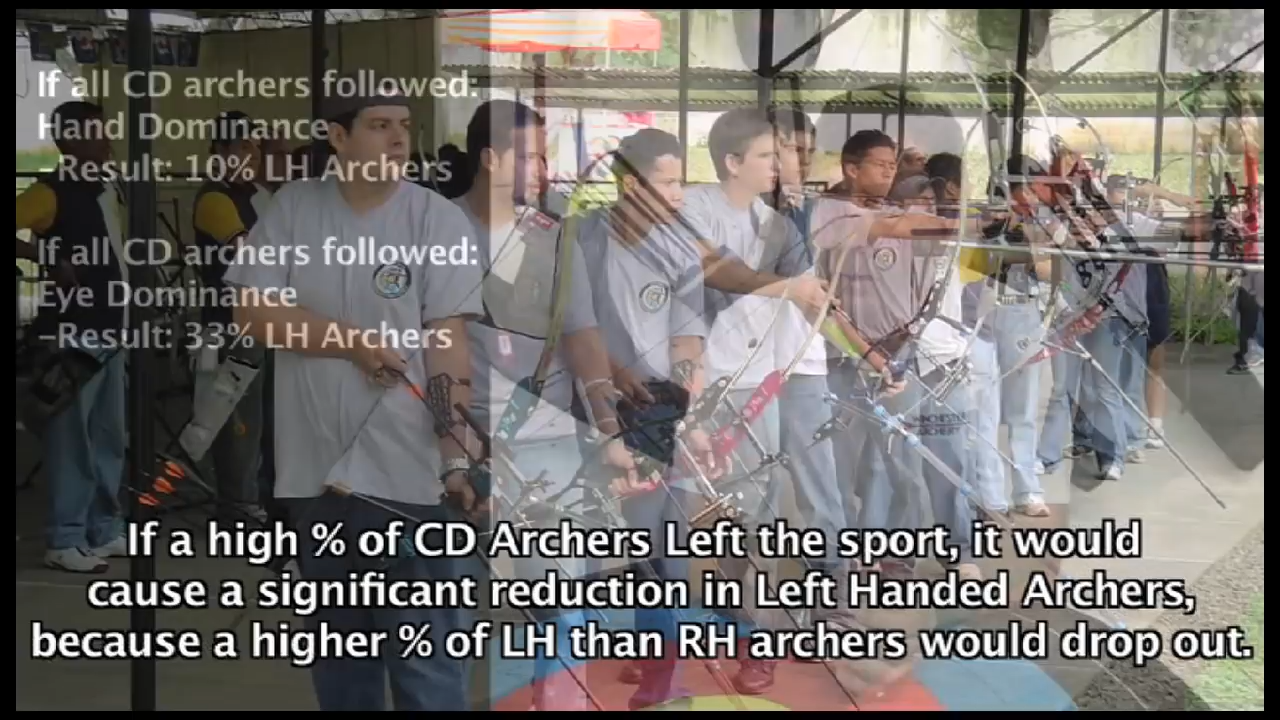 If all CD archers followed:
Hand Dominance
-Result: 10% LH Archers
If all CD archers followed:
Eye Dominance
-Result: 33% LH Archers
WINCHESTER
ARCHERY
If a high % of CD Archers Left the sport, it would
cause a significant reduction in Left Handed Archers,
because a higher % of LH than RH archers would drop out.